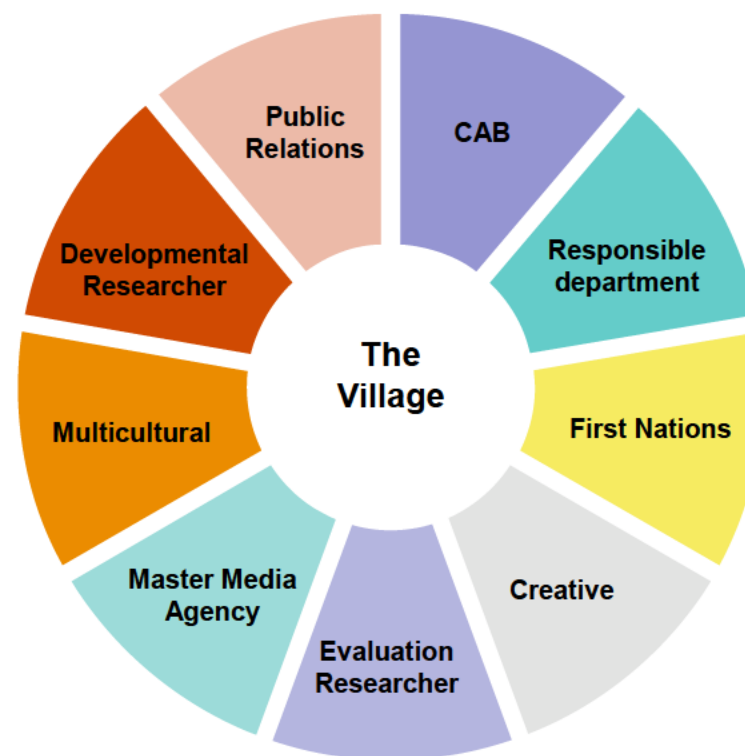 Public
Relations
CAB
Responsible
department
First Nations
Creative
Evaluation
Researcher
Master Media
Agency
Multicultural
Developmental
Researcher
The
Village